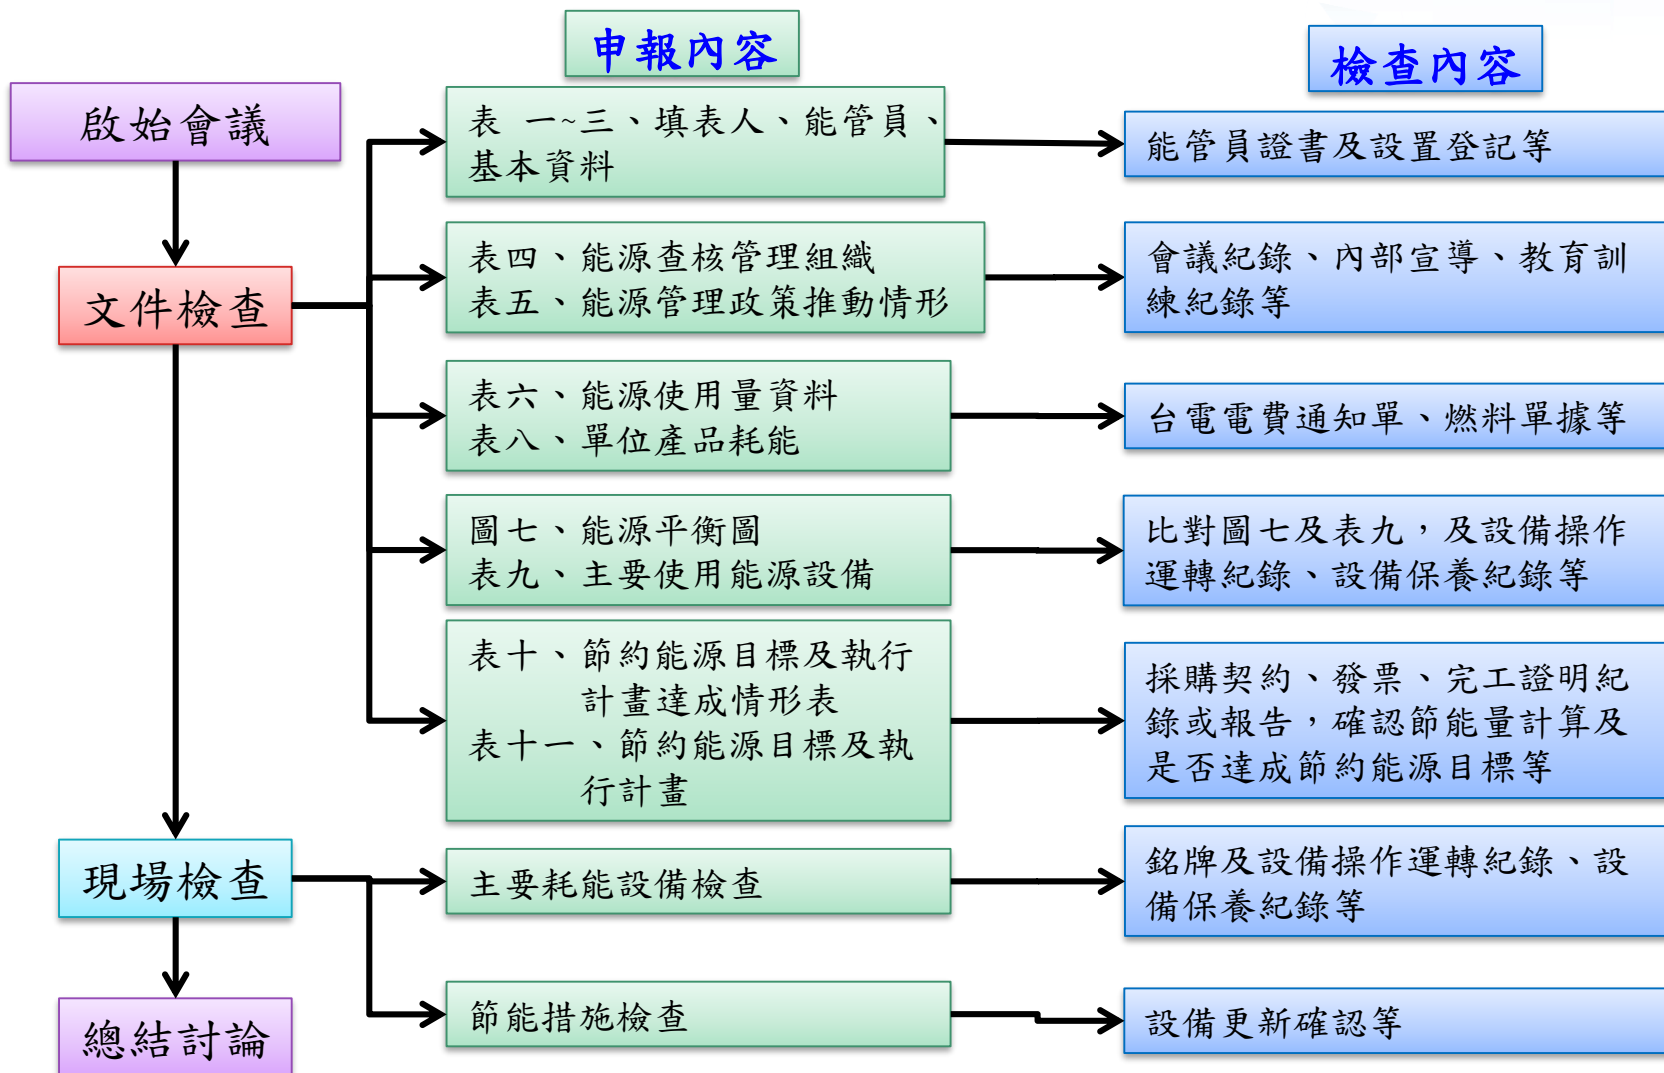 申報內容
檢查內容
啟始會議
表 一~三、填表人、能管員、
基本資料
能管員證書及設置登記等
文件檢查
表四、能源查核管理組織
表五、能源管理政策推動情形
會議紀錄、內部宣導、教育訓
練紀錄等
表六、能源使用量資料
表八、單位產品耗能
台電電費通知單、燃料單據等
圖七、能源平衡圖
表九、主要使用能源設備
比對圖七及表九，及設備操作
運轉紀錄、設備保養紀錄等
表十、節約能源目標及執行
計畫達成情形表
表十一、節約能源目標及執
行計畫
採購契約、發票、完工證明紀
錄或報告，確認節能量計算及
是否達成節約能源目標等
現場檢查
主要耗能設備檢查
銘牌及設備操作運轉紀錄、設
備保養紀錄等
節能措施檢查
設備更新確認等
總結討論